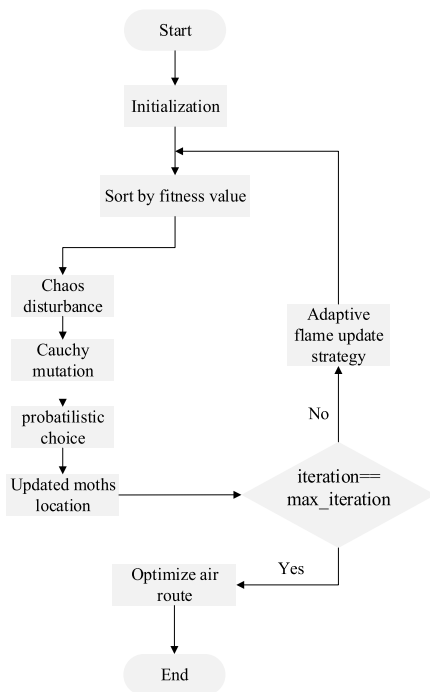 Start
Initialization
Sort by fitness value
Chaos
disturbance
Cauchy
mutation
probatilistic
choice
Updated moths
location
Adaptive
flame update
strategy
No
iteration==
max_iteration
Yes
Optimize air
route
End